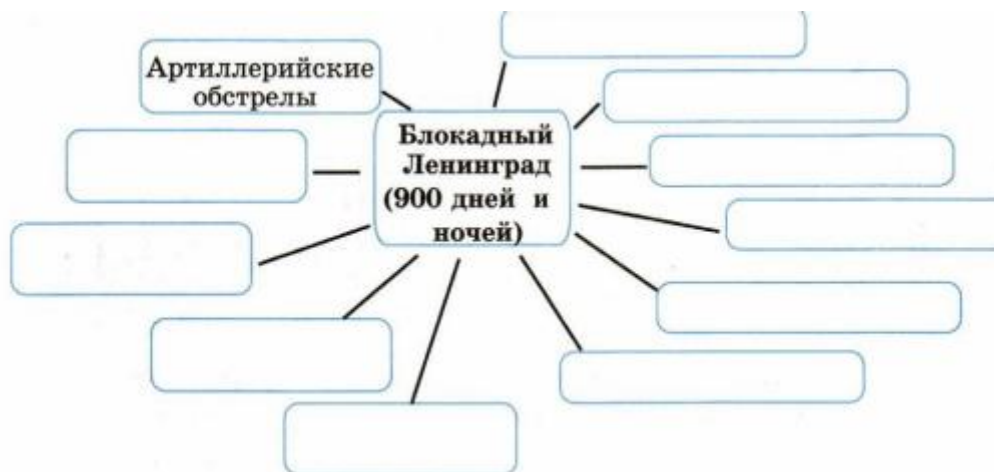 Артиллерийские
обстрелы
Блокадный
Ленинград
(900 дней и
ночей)